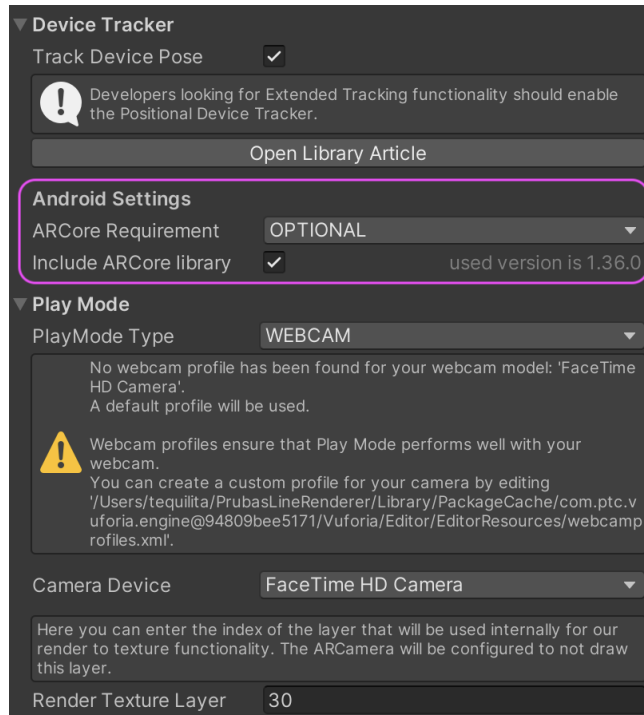 Device Tracker
Track Device Pose
Developers looking for Extended Tracking functionality should enable
the Positional Device Tracker.
Open Library Article
Android Settings
ARCore Requirement OPTIONAL
Include ARCore library used version is 1.36.0
Play Mode
PlayMode Type WEBCAM
No webcam profile has been found for your webcam model: 'FaceTime
HD Camera'.
A default profile will be used.
Webcam profiles ensure that Play Mode performs well with your
webcam.
You can create a custom profile for your camera by editing
'/Users/tequilita/PrubasLineRenderer/Library/PackageCache/com.ptc.v
uforia.engine@94809bee5171/Vuforia/Editor/EditorResources/webcamp
rofiles.xml'.
Camera Device FaceTime HD Camera
Here you can enter the index of the layer that will be used internally for our
render to texture functionality. The ARCamera will be configured to not draw
this layer.
Render Texture Layer 30